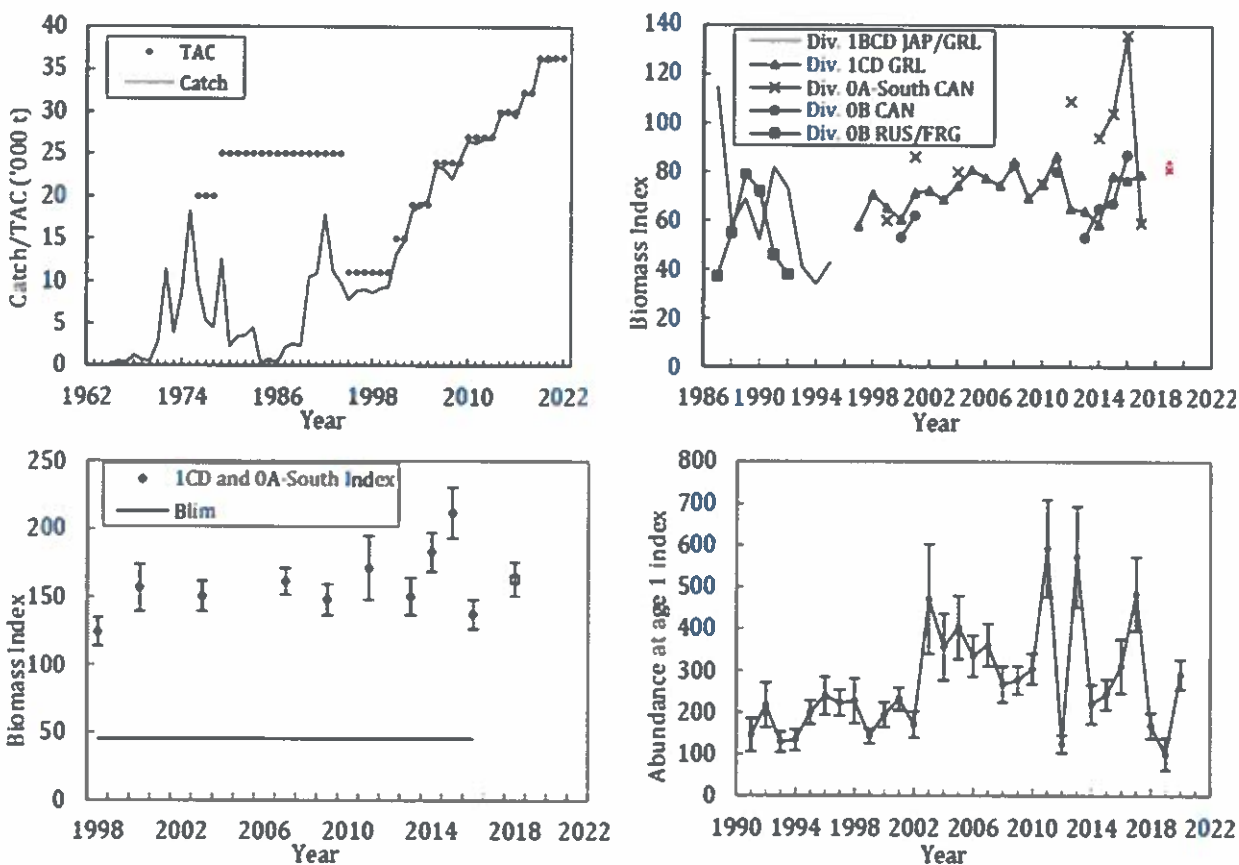 40
35
30
25
20
15
10
5
0
Catch/TAC ('000 t)
TAC
Catch
1962 1974 1986 1998 2010 2022
Year
140
120
100
80
60
40
20
0
Biomass Index
Div. 1BCD JAP/GRL
Div. 1CD GRL
Div. 0A-South CAN
Div. 0B CAN
Div. 0B RUS/FRG
1986 1990 1994 1998 2002 2006 2010 2014 2018 2022
Year
250
200
150
100
50
0
Biomass Index
1CD and 0A-South Index
Blim
1998 2002 2006 2010 2014 2018 2022
Year
800
700
600
500
400
300
200
100
0
Abundance at age 1 index
1990 1994 1998 2002 2006 2010 2014 2018 2022
Year